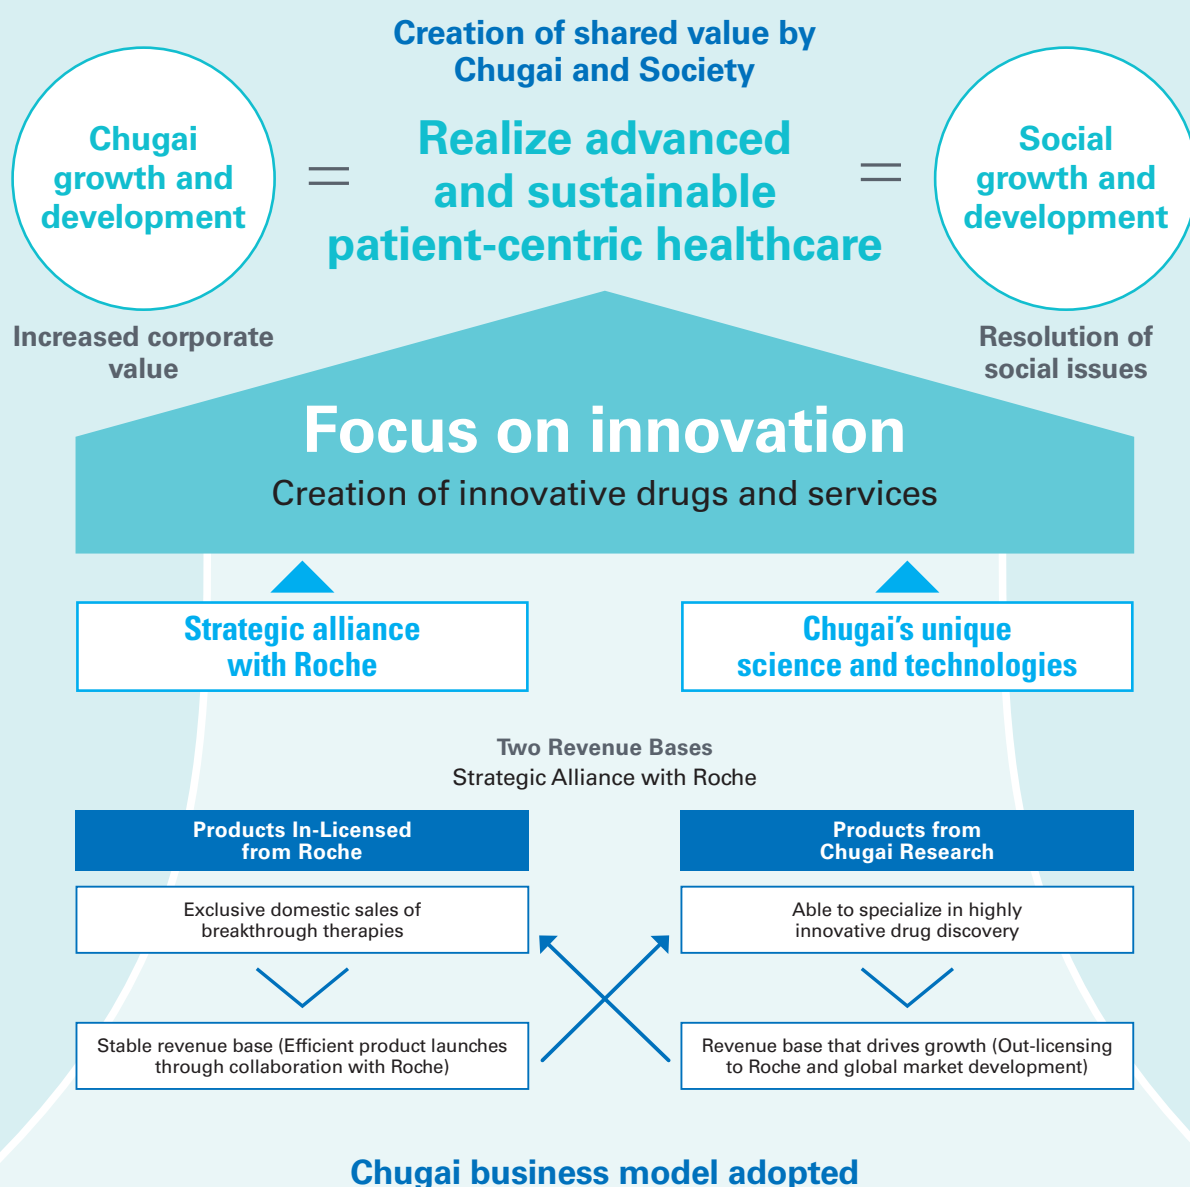 Creation of shared value by
Chugai and Society
Chugai
growth and
development
=
Realize advanced
and sustainable
patient-centric healthcare
=
Social
growth and
development
Increased corporate
value
Resolution of
social issues
Focus on innovation
Creation of innovative drugs and services
Strategic alliance
with Roche
Chugai’s unique
science and technologies
Two Revenue Bases
Strategic Alliance with Roche
Products In-Licensed
from Roche
Products from
Chugai Research
Exclusive domestic sales of
breakthrough therapies
Able to specialize in highly
innovative drug discovery
Stable revenue base (Efficient product launches
through collaboration with Roche)
Revenue base that drives growth (Out-licensing
to Roche and global market development)
Chugai business model adopted